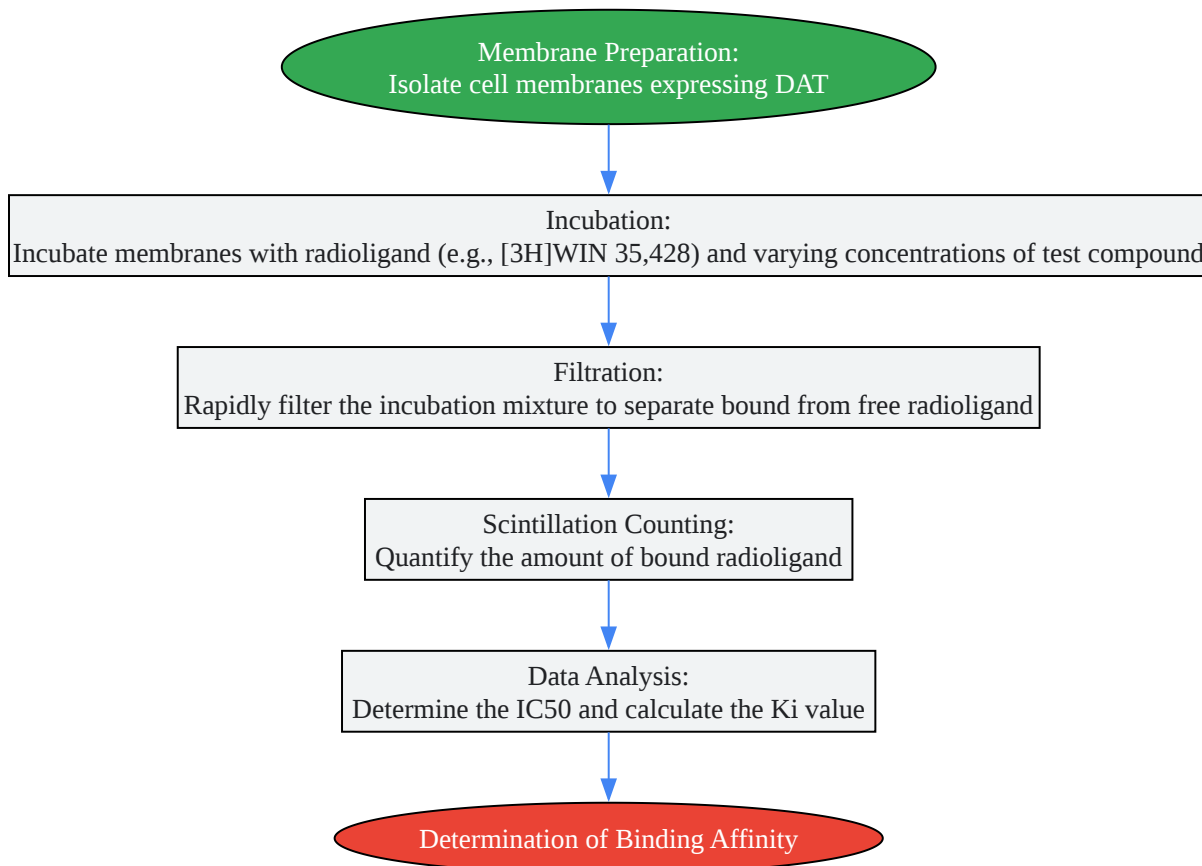 Membrane Preparation:
Isolate cell membranes expressing DAT
Incubation:
Incubate membranes with radioligand (e.g., [3H]WIN 35,428) and varying concentrations of test compound
Filtration:
Rapidly filter the incubation mixture to separate bound from free radioligand
Scintillation Counting:
Quantify the amount of bound radioligand
Data Analysis:
Determine the IC50 and calculate the Ki value
Determination of Binding Affinity